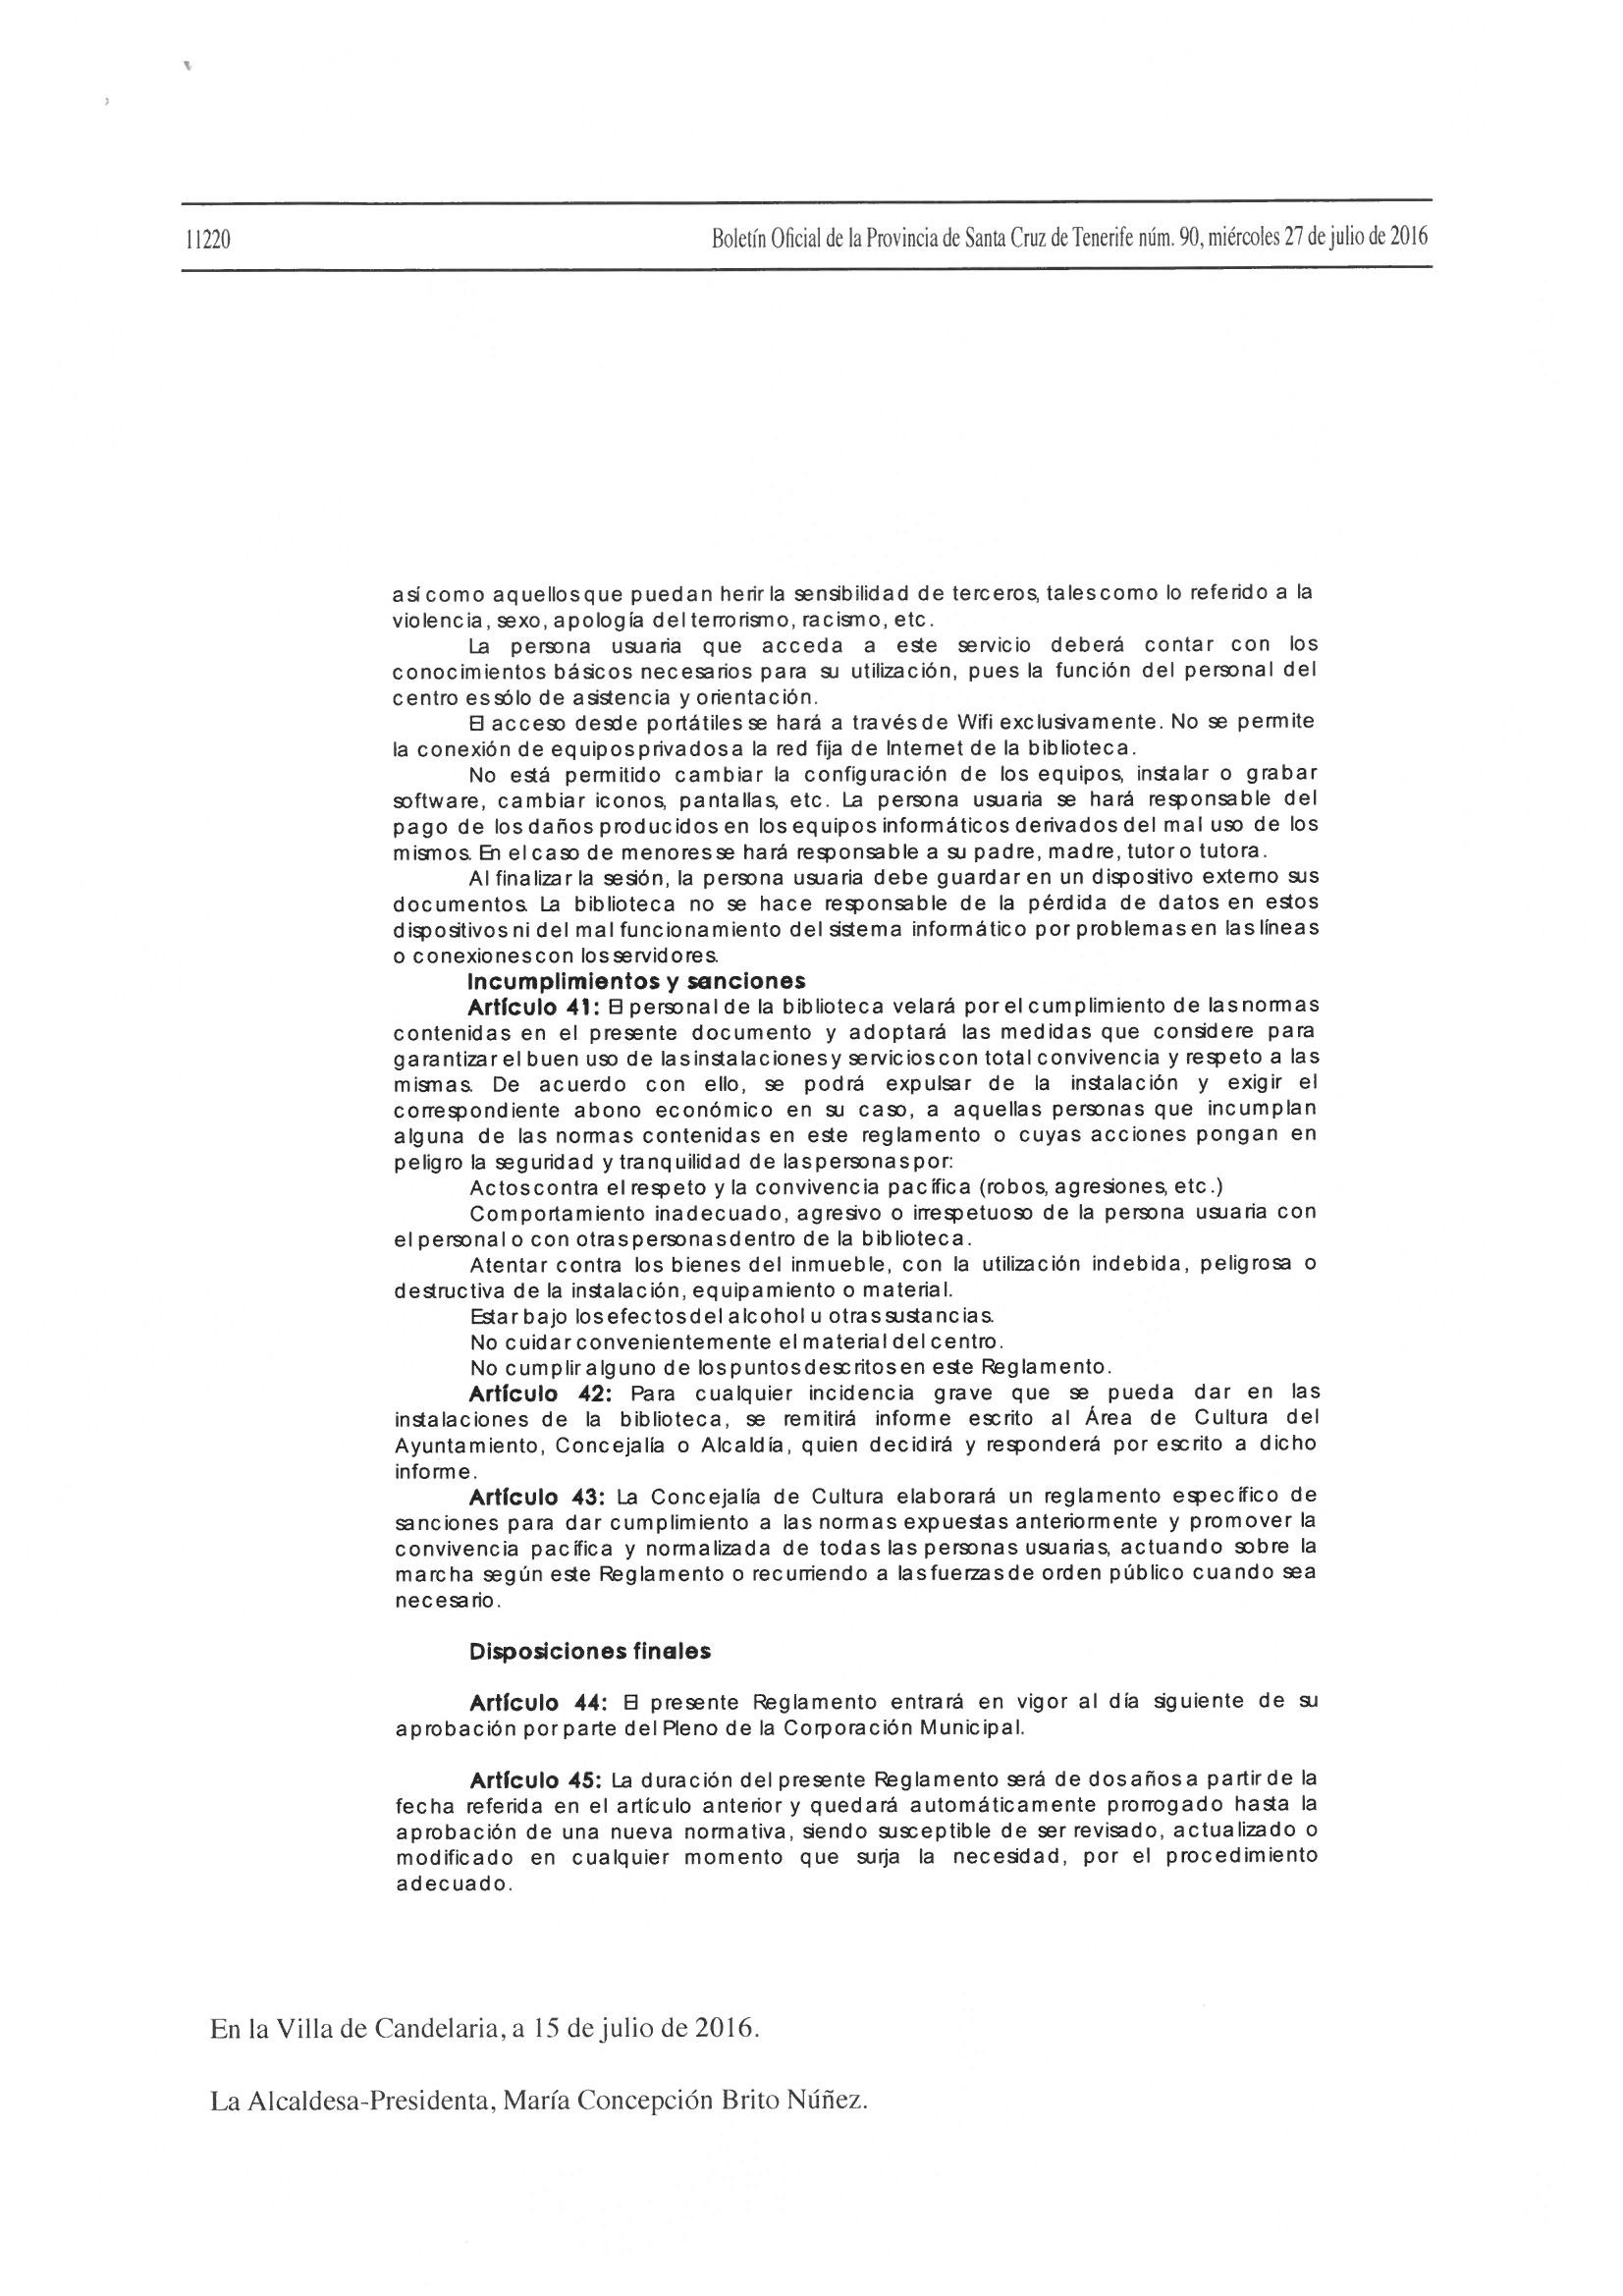 11220 Boletín Oficial de la Provincia de Santa Cruz de Tenerife núm. 90, miércoles 27 de julio de 2016
así como aquellos que puedan herir la sensibilidad de terceros, tales como lo referido a la
violencia, sexo, apología del terrorismo, racismo, etc.
La persona usuaria que acceda a este servicio deberá contar con los
conocimientos básicos necesarios para su utilización, pues la función del personal del
centro es sólo de asistencia y orientación.
El acceso desde portátiles se hará a través de Wifi exclusivamente. No se permite
la conexión de equipos privados a la red fija de Internet de la biblioteca.
No está permitido cambiar la configuración de los equipos, instalar o grabar
software, cambiar iconos, pantallas, etc. La persona usuaria se hará responsable del
pago de los daños producidos en los equipos informáticos derivados del mal uso de los
mismos. En el caso de menores se hará responsable a su padre, madre, tutor o tutora.
Al finalizar la sesión, la persona usuaria debe guardar en un dispositivo externo sus
documentos. La biblioteca no se hace responsable de la pérdida de datos en estos
dispositivos ni del mal funcionamiento del sistema informático por problemas en las líneas
o conexiones con los servidores.
Incumplimientos y sanciones
Artículo 41: El personal de la biblioteca velará por el cumplimiento de las normas
contenidas en el presente documento y adoptará las medidas que considere para
garantizar el buen uso de las instalaciones y servicios con total convivencia y respeto a las
mismas. De acuerdo con ello, se podrá expulsar de la instalación y exigir el
correspondiente abono económico en su caso, a aquellas personas que incumplan
alguna de las normas contenidas en este reglamento o cuyas acciones pongan en
peligro la seguridad y tranquilidad de las personas por:
Actos contra el respeto y la convivencia pacífica (robos, agresiones, etc.)
Comportamiento inadecuado, agresivo o irrespetuoso de la persona usuaria con
el personal o con otras personas dentro de la biblioteca.
Atentar contra los bienes del inmueble, con la utilización indebida, peligrosa o
destructiva de la instalación, equipamiento o material.
Estar bajo los efectos del alcohol u otras sustancias.
No cuidar convenientemente el material del centro.
No cumplir alguno de los puntos descritos en este Reglamento.
Artículo 42: Para cualquier incidencia grave que se pueda dar en las
instalaciones de la biblioteca, se remitirá informe escrito al Área de Cultura del
Ayuntamiento, Concejalía o Alcaldía, quien decidirá y responderá por escrito a dicho
informe.
Artículo 43: La Concejalía de Cultura elaborará un reglamento específico de
sanciones para dar cumplimiento a las normas expuestas anteriormente y promover la
convivencia pacífica y normalizada de todas las personas usuarias, actuando sobre la
marcha según este Reglamento o recurriendo a las fuerzas de orden público cuando sea
necesario.
Disposiciones finales
Artículo 44: El presente Reglamento entrará en vigor al día siguiente de su
aprobación por parte del Pleno de la Corporación Municipal.
Artículo 45: La duración del presente Reglamento será de dos años a partir de la
fecha referida en el artículo anterior y quedará automáticamente prorrogado hasta la
aprobación de una nueva normativa, siendo susceptible de ser revisado, actualizado o
modificado en cualquier momento que surja la necesidad, por el procedimiento
adecuado.
En la Villa de Candelaria, a 15 de julio de 2016.
La Alcaldesa-Presidenta, María Concepción Brito Núñez.